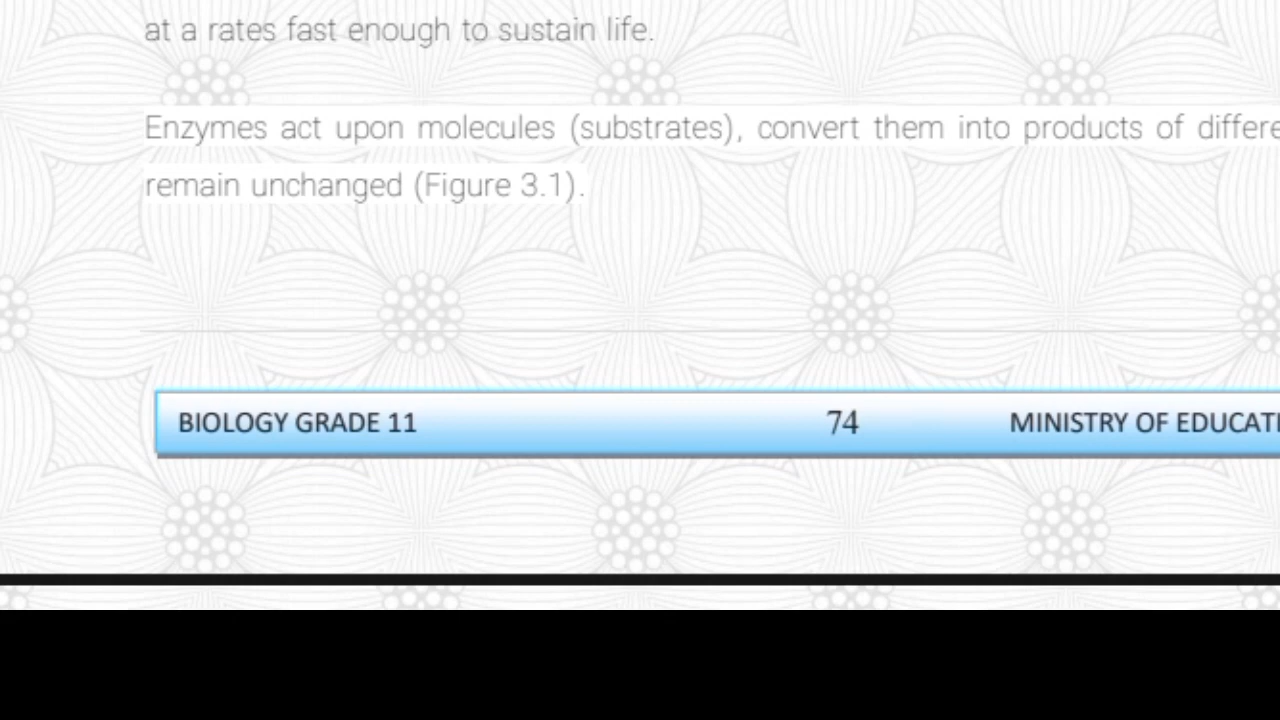 at a rates fast enough to sustain life.
Enzymes act upon molecules (substrates), convert them into products of differe
remain unchanged (Figure 3.1).
BIOLOGY GRADE 11 74 MINISTRY OF EDUCATI